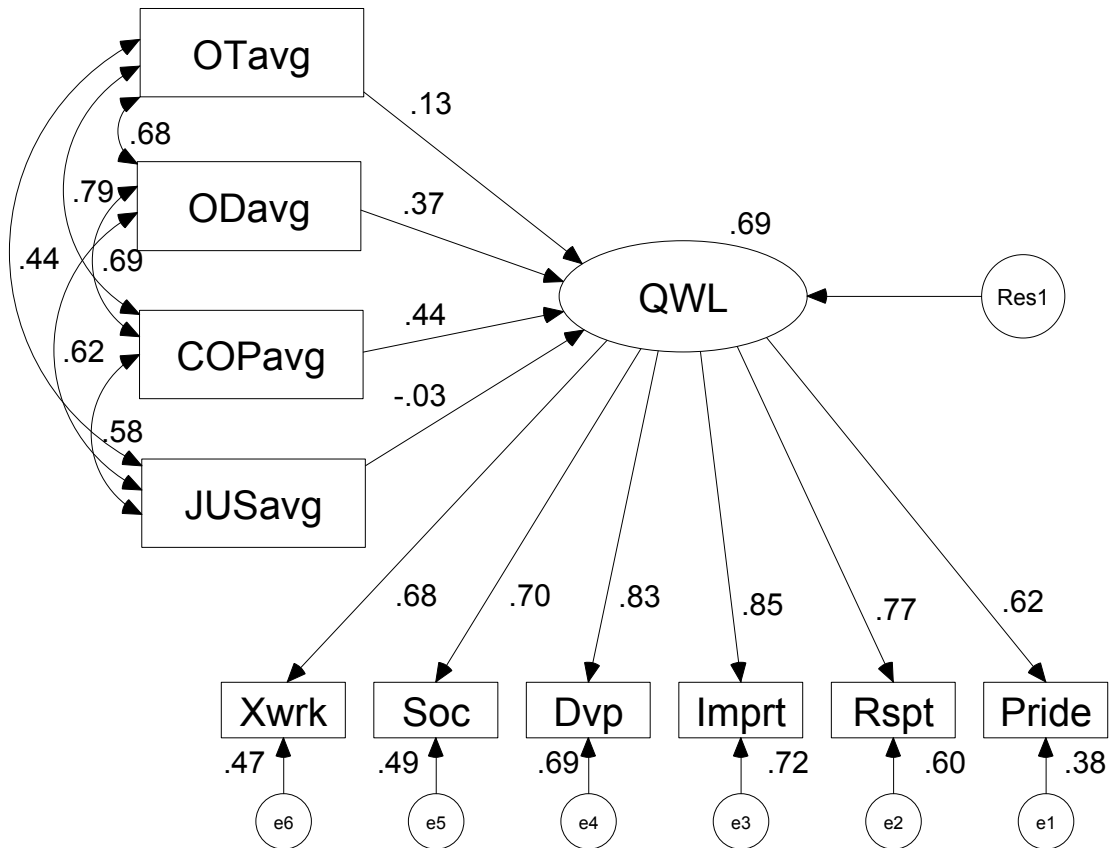 OTavg
.13
.68
.79
ODavg
.37
.69
.69
QWL
Res1
.44
.44
COPavg
.62
-.03
.58
JUSavg
.68
.70
.83
.85
.77
.62
Xwrk
Soc
Dvp
Imprt
Rspt
Pride
.47
.49
.69
.72
.60
.38
e6
e5
e4
e3
e2
e1